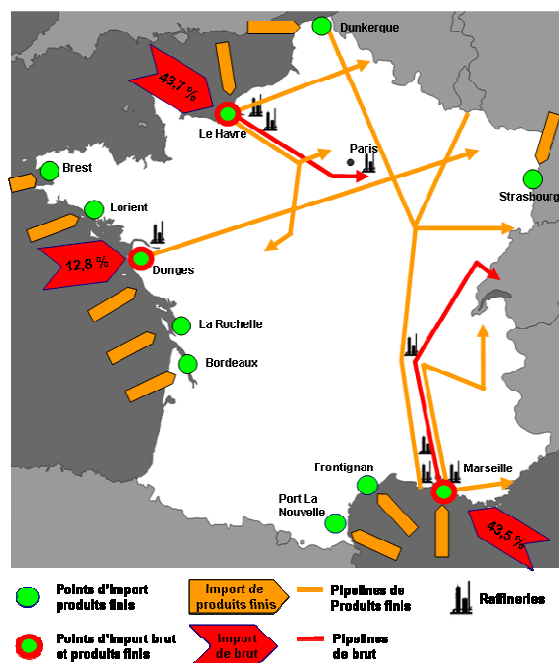 Dunkerque
43,7 %
Le Havre
Paris
Brest
Strasbourg
Lorient
12,8 %
Donges
La Rochelle
Bordeaux
Frontignan
Marseille
Port La
Nouvelle
43,5 %
Points d'Import
produits finis
Import de
produits finis
Pipelines de
Produits finis
Raffineries
Points d'Import brut
et produits finis
Import
de brut
Pipelines
de brut